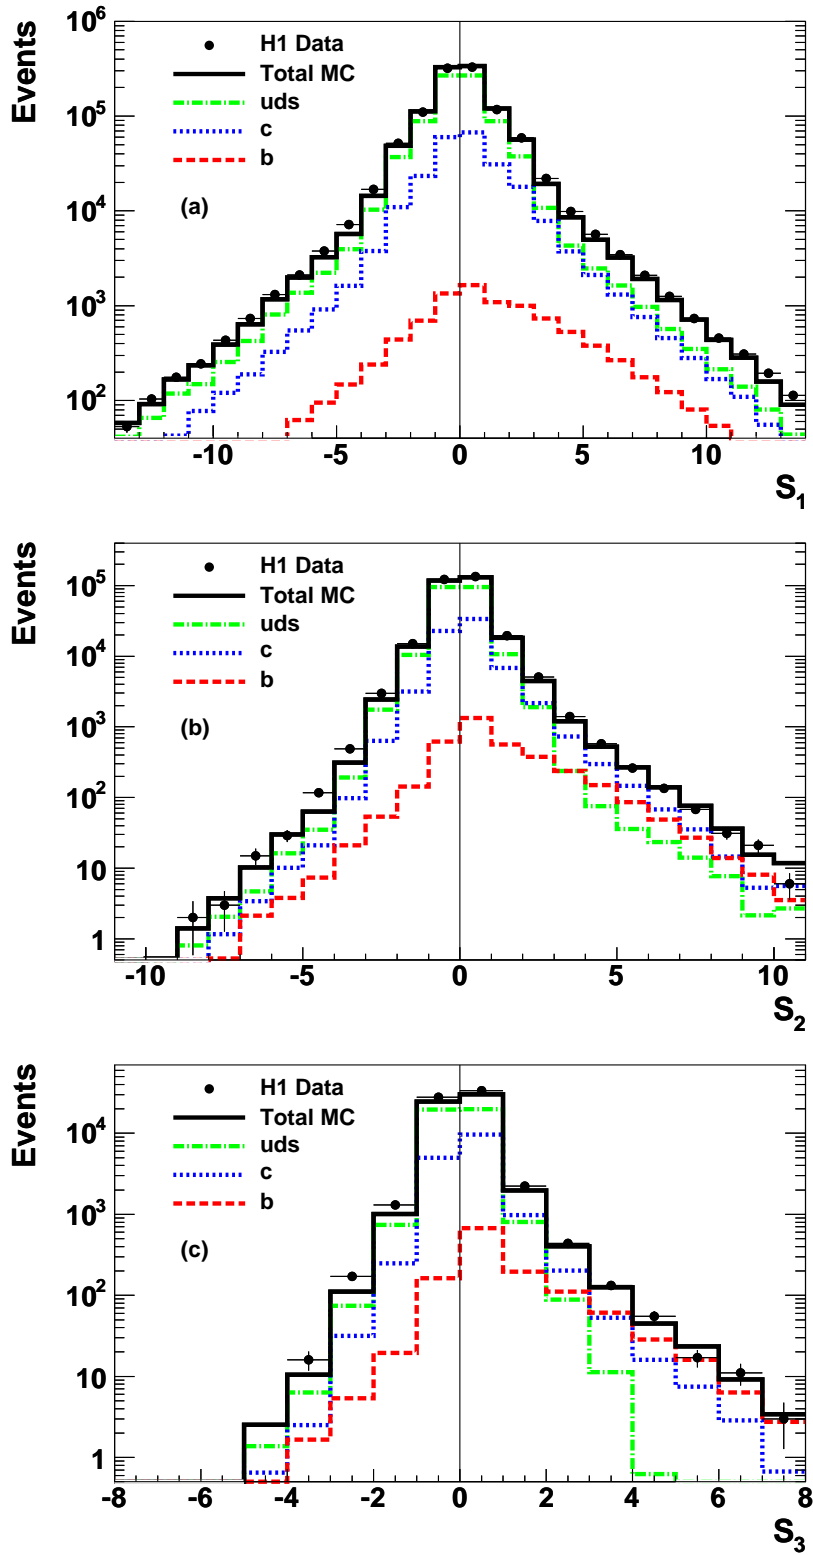 Events
10^6
10^5
10^4
10^3
10^2
H1 Data
Total MC
uds
c
b
(a)
-10 -5 0 5 10
S_1
Events
10^5
10^4
10^3
10^2
10
1
H1 Data
Total MC
uds
c
b
(b)
-10 -5 0 5 10
S_2
Events
10^4
10^3
10^2
10
1
H1 Data
Total MC
uds
c
b
(c)
-8 -6 -4 -2 0 2 4 6 8
S_3